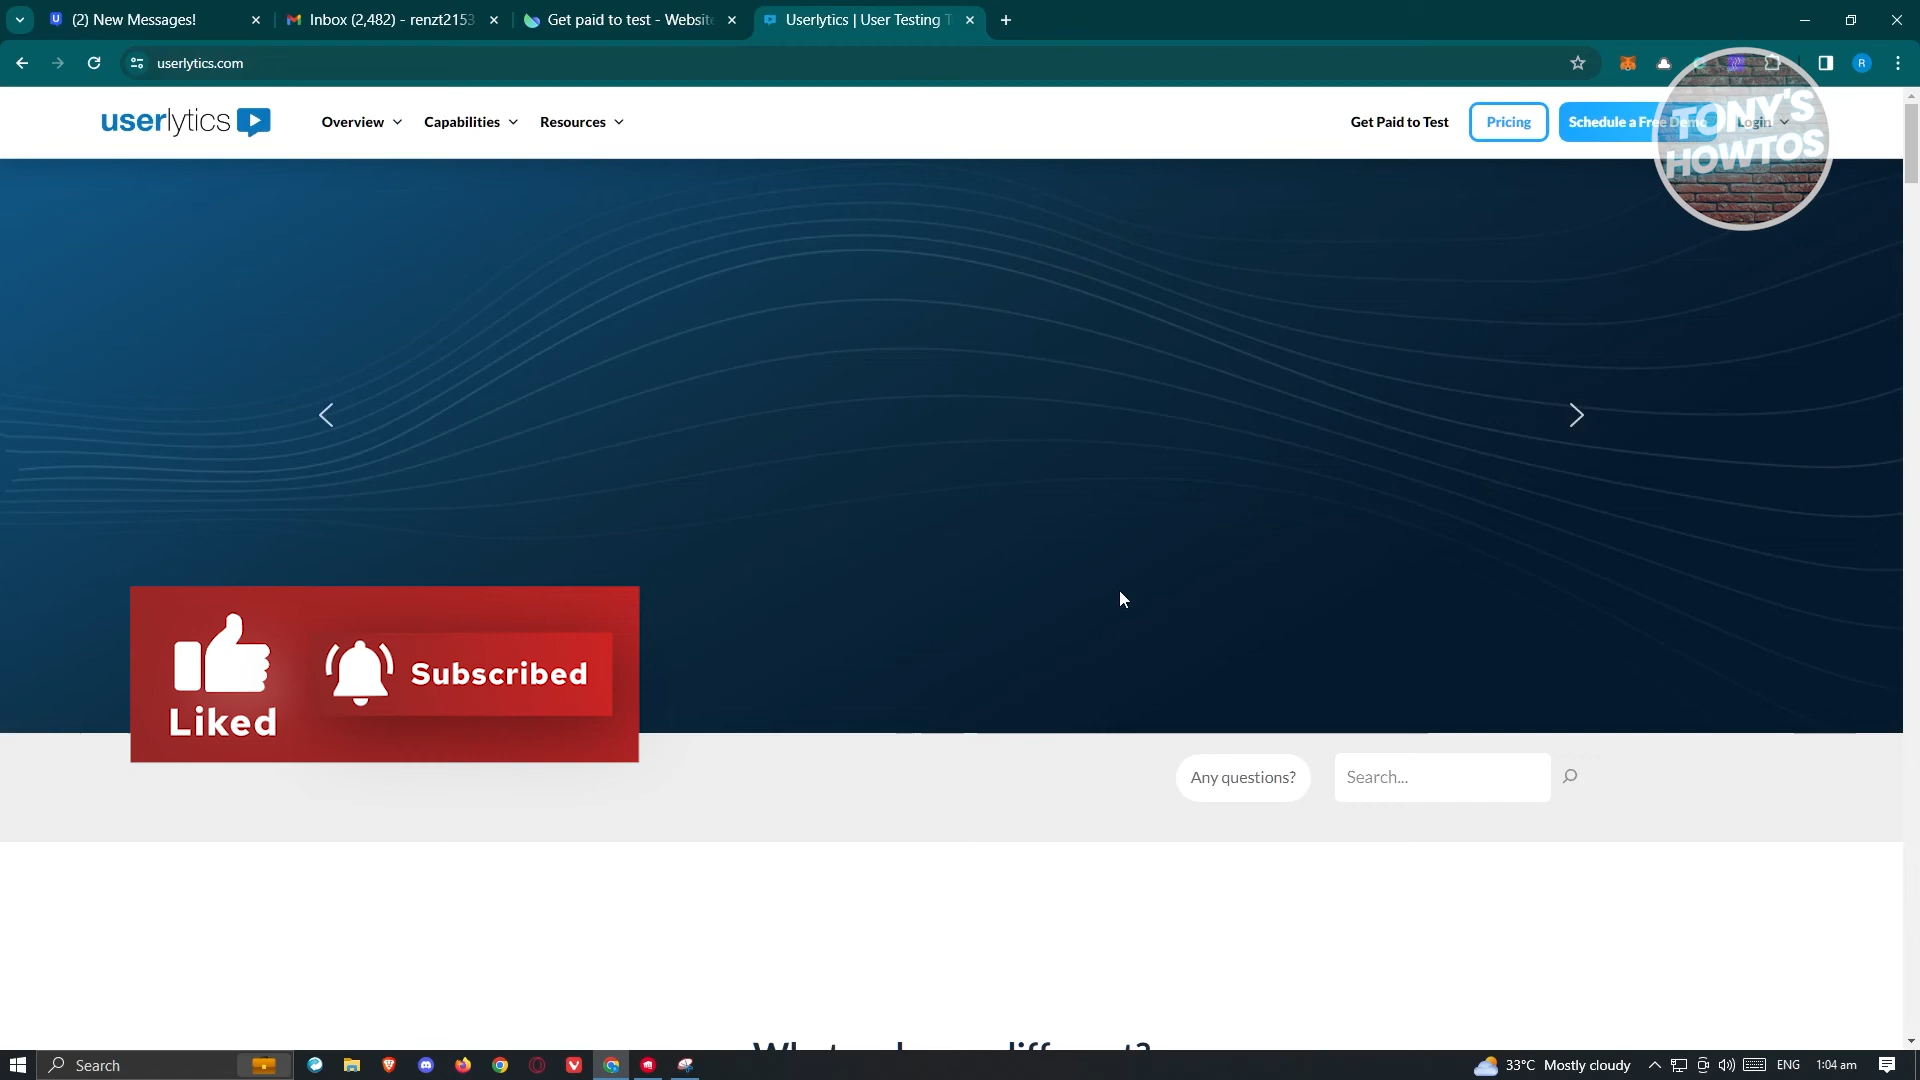 (2) New Messages!
Inbox (2,482) - renzt2153
Get paid to test - Website
Userlytics | User Testing T
userlytics.com
R
userlytics
Overview
Capabilities
Resources
Get Paid to Test
Pricing
Schedule a Free Demo
Login
TONY'S
HOWTOS
Liked
Subscribed
Any questions?
Search...
Search
33°C Mostly cloudy
ENG
1:04 am